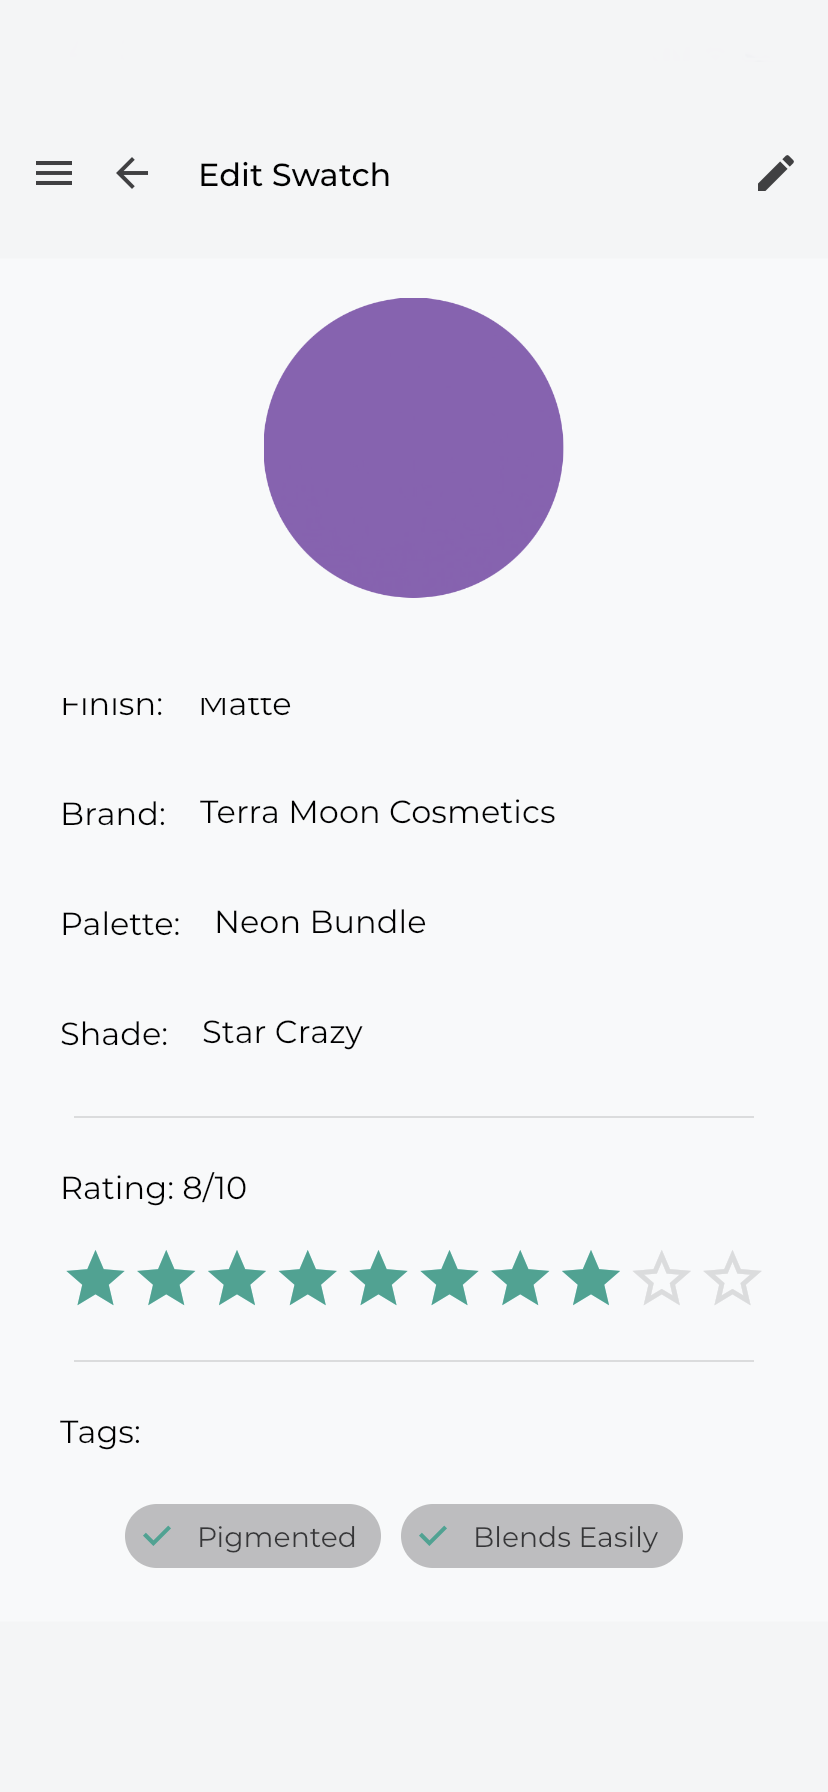 Edit Swatch
Finish: Matte
Brand: Terra Moon Cosmetics
Palette: Neon Bundle
Shade: Star Crazy
Rating: 8/10
Tags:
Pigmented Blends Easily